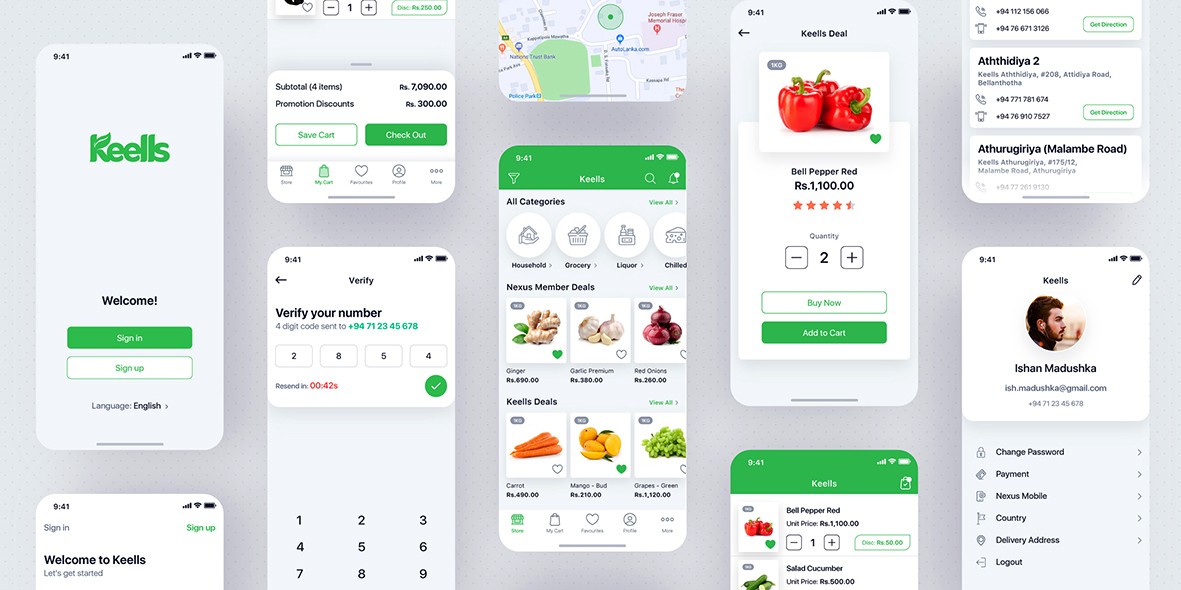 9:41
Keells
Welcome!
Sign in
Sign up
Language: English
9:41
Sign in
Sign up
Welcome to Keells
Let's get started
1
Disc: Rs.250.00
Subtotal (4 items)
Rs. 7,090.00
Promotion Discounts
Rs. 300.00
Save Cart
Check Out
Store
My Cart
Favourites
Profile
More
9:41
Verify
Verify your number
4 digit code sent to +94 71 23 45 678
2 8 5 4
Resend in: 00:42s
1 2 3
4 5 6
7 8 9
Joseph Fraser
Memorial Hospital
AutoLanka.com
Nations Trust Bank
Police Park
9:41
Keells
All Categories
View All
Household
Grocery
Liquor
Chilled
Nexus Member Deals
View All
1KG
1KG
1KG
Ginger
Rs.690.00
Garlic Premium
Rs.380.00
Red Onions
Rs.260.00
Keells Deals
View All
1KG
1KG
1KG
Carrot
Rs.490.00
Mango - Bud
Rs.210.00
Grapes - Green
Rs.1,120.00
Store
My Cart
Favourites
Profile
More
9:41
Keells Deal
1KG
Bell Pepper Red
Rs.1,100.00
Quantity
2
Buy Now
Add to Cart
9:41
Keells
1KG
Bell Pepper Red
Unit Price: Rs.1,100.00
1
Disc: Rs.50.00
1KG
Salad Cucumber
Unit Price: Rs.500.00
+94 112 156 066
+94 76 671 3126
Get Direction
Aththidiya 2
Keells Aththidiya, #208, Attidiya Road,
Bellanthotha
+94 771 781 674
+94 76 910 7527
Get Direction
Athurugiriya (Malambe Road)
Keells Athurugiriya, #175/12,
Malambe Road, Athurugiriya
+94 77 261 9130
9:41
Keells
Ishan Madushka
ish.madushka@gmail.com
+94 71 23 45 678
Change Password
Payment
Nexus Mobile
Country
Delivery Address
Logout